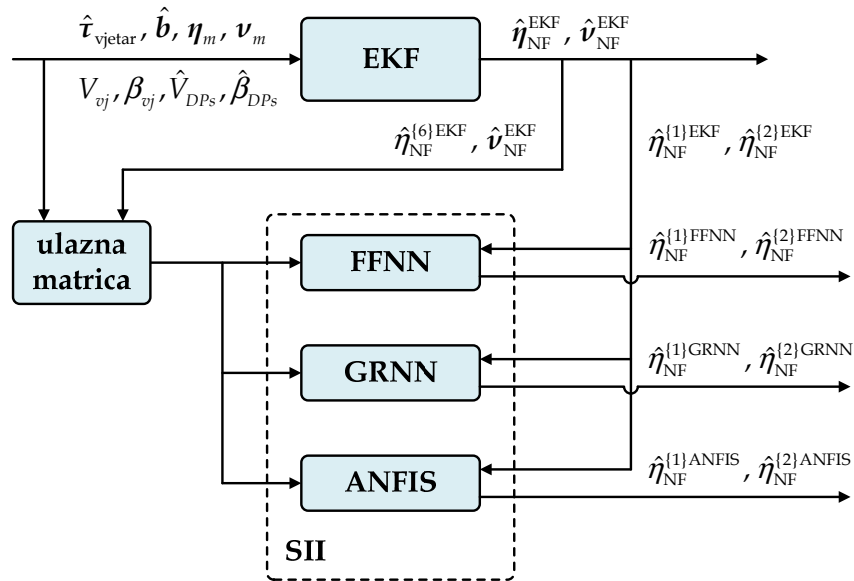 τ̂_vjetar, b̂, η_m, ν_m
EKF
η̂_NF^EKF, ν̂_NF^EKF
V_vj, β_vj, V̂_DPs, β̂_DPs
η̂_NF^{6}EKF, ν̂_NF^EKF
η̂_NF^{1}EKF, η̂_NF^{2}EKF
ulazna
matrica
FFNN
η̂_NF^{1}FFNN, η̂_NF^{2}FFNN
GRNN
η̂_NF^{1}GRNN, η̂_NF^{2}GRNN
ANFIS
η̂_NF^{1}ANFIS, η̂_NF^{2}ANFIS
SII